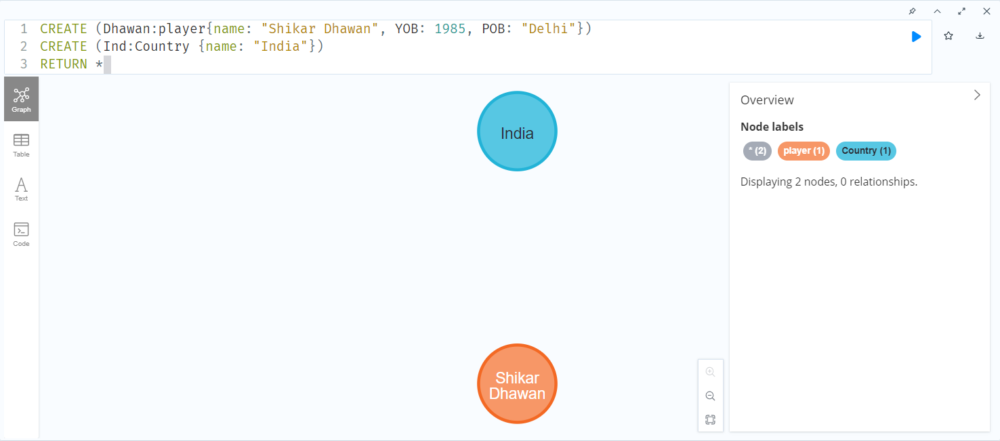 1 CREATE (Dhawan:player{name: "Shikar Dhawan", YOB: 1985, POB: "Delhi"})
2 CREATE (Ind:Country {name: "India"})
3 RETURN *
Graph
Table
Text
Code
India
Shikar
Dhawan
Overview
Node labels
* (2) player (1) Country (1)
Displaying 2 nodes, 0 relationships.